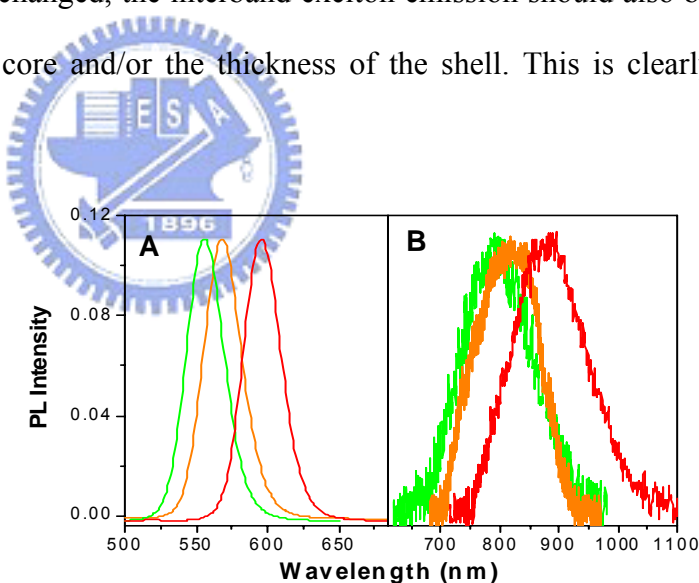 changed, the interband exciton emission should also
core and/or the thickness of the shell. This is
E S A
1896
0.12
A
B
0.08
0.04
0.00
PL Intensity
500 550 600 650 700 800 900 1000 1100
Wavelength (nm)